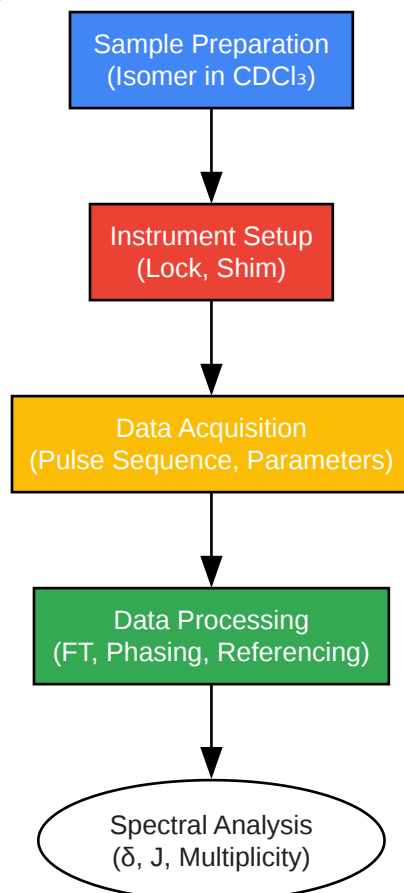 Sample Preparation
(Isomer in CDCl₃)
Instrument Setup
(Lock, Shim)
Data Acquisition
(Pulse Sequence, Parameters)
Data Processing
(FT, Phasing, Referencing)
Spectral Analysis
(δ, J, Multiplicity)